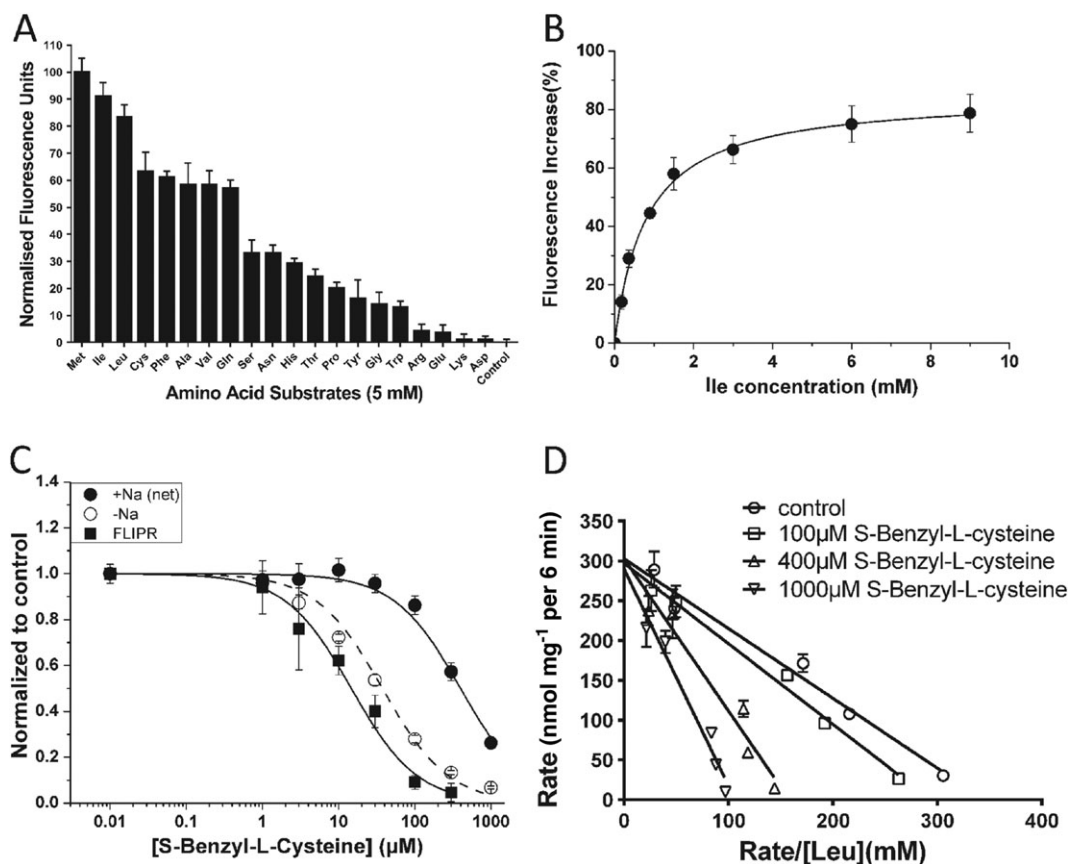 A
Normalised Fluorescence Units
110
100
90
80
70
60
50
40
30
20
10
0
Met Ile Leu Cys Phe Ala Val Gln Ser Asn His Thr Pro Tyr Gly Trp Arg Glu Lys Asp Control
Amino Acid Substrates (5 mM)
B
Fluorescence Increase(%)
100
80
60
40
20
0
0 2 4 6 8 10
Ile concentration (mM)
C
Normalized to control
1.4
1.2
1.0
0.8
0.6
0.4
0.2
0.0
+Na (net)
-Na
FLIPR
0.01 0.1 1 10 100 1000
[S-Benzyl-L-Cysteine] (µM)
D
control
100µM S-Benzyl-L-cysteine
400µM S-Benzyl-L-cysteine
1000µM S-Benzyl-L-cysteine
Rate (nmol mg⁻¹ per 6 min)
350
300
250
200
150
100
50
0
0 100 200 300 400
Rate/[Leu](mM)